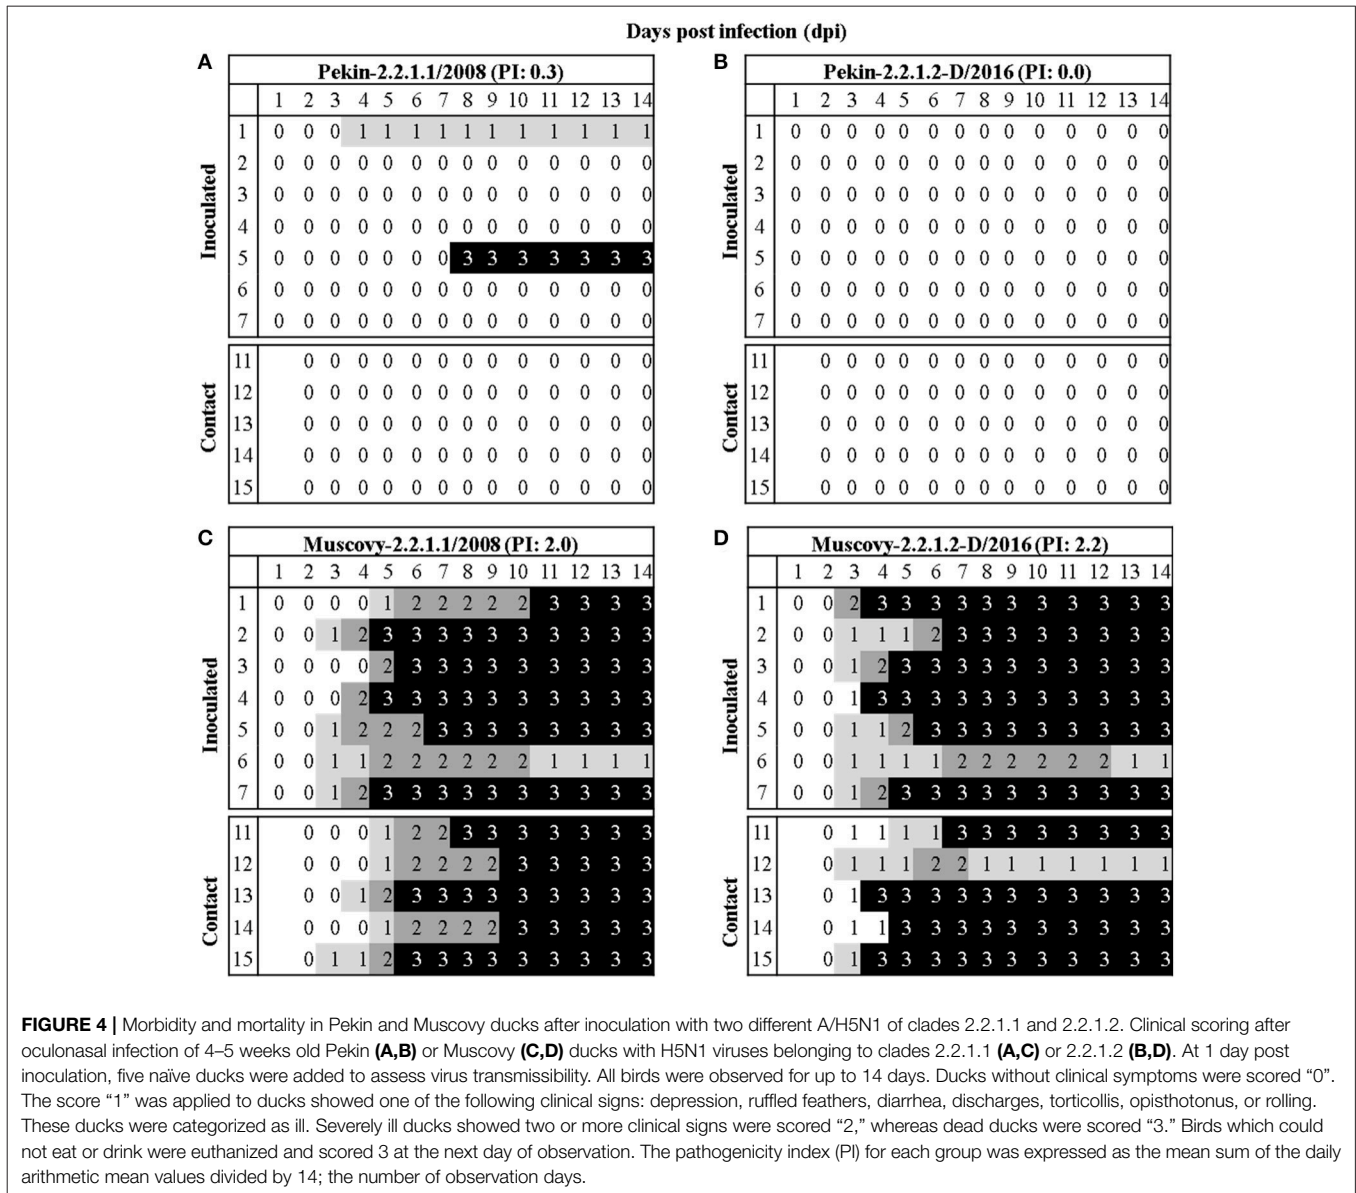 Days post infection (dpi)
A
Pekin-2.2.1.1/2008 (PI: 0.3)
1 2 3 4 5 6 7 8 9 10 11 12 13 14
Inoculated
1 0 0 0 1 1 1 1 1 1 1 1 1 1 1
2 0 0 0 0 0 0 0 0 0 0 0 0 0 0
3 0 0 0 0 0 0 0 0 0 0 0 0 0 0
4 0 0 0 0 0 0 0 0 0 0 0 0 0 0
5 0 0 0 0 0 0 0 3 3 3 3 3 3 3
6 0 0 0 0 0 0 0 0 0 0 0 0 0 0
7 0 0 0 0 0 0 0 0 0 0 0 0 0 0
Contact
11 0 0 0 0 0 0 0 0 0 0 0 0 0
12 0 0 0 0 0 0 0 0 0 0 0 0 0
13 0 0 0 0 0 0 0 0 0 0 0 0 0
14 0 0 0 0 0 0 0 0 0 0 0 0 0
15 0 0 0 0 0 0 0 0 0 0 0 0 0
B
Pekin-2.2.1.2-D/2016 (PI: 0.0)
1 2 3 4 5 6 7 8 9 10 11 12 13 14
Inoculated
1 0 0 0 0 0 0 0 0 0 0 0 0 0 0
2 0 0 0 0 0 0 0 0 0 0 0 0 0 0
3 0 0 0 0 0 0 0 0 0 0 0 0 0 0
4 0 0 0 0 0 0 0 0 0 0 0 0 0 0
5 0 0 0 0 0 0 0 0 0 0 0 0 0 0
6 0 0 0 0 0 0 0 0 0 0 0 0 0 0
7 0 0 0 0 0 0 0 0 0 0 0 0 0 0
Contact
11 0 0 0 0 0 0 0 0 0 0 0 0 0
12 0 0 0 0 0 0 0 0 0 0 0 0 0
13 0 0 0 0 0 0 0 0 0 0 0 0 0
14 0 0 0 0 0 0 0 0 0 0 0 0 0
15 0 0 0 0 0 0 0 0 0 0 0 0 0
C
Muscovy-2.2.1.1/2008 (PI: 2.0)
1 2 3 4 5 6 7 8 9 10 11 12 13 14
Inoculated
1 0 0 0 0 1 2 2 2 2 2 3 3 3 3
2 0 0 1 2 3 3 3 3 3 3 3 3 3 3
3 0 0 0 0 2 3 3 3 3 3 3 3 3 3
4 0 0 0 2 3 3 3 3 3 3 3 3 3 3
5 0 0 1 2 2 2 3 3 3 3 3 3 3 3
6 0 0 1 1 2 2 2 2 2 2 1 1 1 1
7 0 0 1 2 3 3 3 3 3 3 3 3 3 3
Contact
11 0 0 0 1 2 2 3 3 3 3 3 3 3
12 0 0 0 1 2 2 2 2 3 3 3 3 3
13 0 0 1 2 3 3 3 3 3 3 3 3 3
14 0 0 0 1 2 2 2 2 3 3 3 3 3
15 0 1 1 2 3 3 3 3 3 3 3 3 3
D
Muscovy-2.2.1.2-D/2016 (PI: 2.2)
1 2 3 4 5 6 7 8 9 10 11 12 13 14
Inoculated
1 0 0 2 3 3 3 3 3 3 3 3 3 3 3
2 0 0 1 1 1 2 3 3 3 3 3 3 3 3
3 0 0 1 2 3 3 3 3 3 3 3 3 3 3
4 0 0 1 3 3 3 3 3 3 3 3 3 3 3
5 0 0 1 1 2 3 3 3 3 3 3 3 3 3
6 0 0 1 1 1 1 2 2 2 2 2 2 1 1
7 0 0 1 2 3 3 3 3 3 3 3 3 3 3
Contact
11 0 1 1 1 1 3 3 3 3 3 3 3 3
12 0 1 1 1 2 2 1 1 1 1 1 1 1
13 0 1 3 3 3 3 3 3 3 3 3 3 3
14 0 1 1 3 3 3 3 3 3 3 3 3 3
15 0 1 3 3 3 3 3 3 3 3 3 3 3
FIGURE 4 | Morbidity and mortality in Pekin and Muscovy ducks after inoculation with two different A/H5N1 of clades 2.2.1.1 and 2.2.1.2. Clinical scoring after
oculonasal infection of 4–5 weeks old Pekin (A,B) or Muscovy (C,D) ducks with H5N1 viruses belonging to clades 2.2.1.1 (A,C) or 2.2.1.2 (B,D). At 1 day post
inoculation, five naïve ducks were added to assess virus transmissibility. All birds were observed for up to 14 days. Ducks without clinical symptoms were scored “0”.
The score “1” was applied to ducks showed one of the following clinical signs: depression, ruffled feathers, diarrhea, discharges, torticollis, opisthotonus, or rolling.
These ducks were categorized as ill. Severely ill ducks showed two or more clinical signs were scored “2,” whereas dead ducks were scored “3.” Birds which could
not eat or drink were euthanized and scored 3 at the next day of observation. The pathogenicity index (PI) for each group was expressed as the mean sum of the daily
arithmetic mean values divided by 14; the number of observation days.